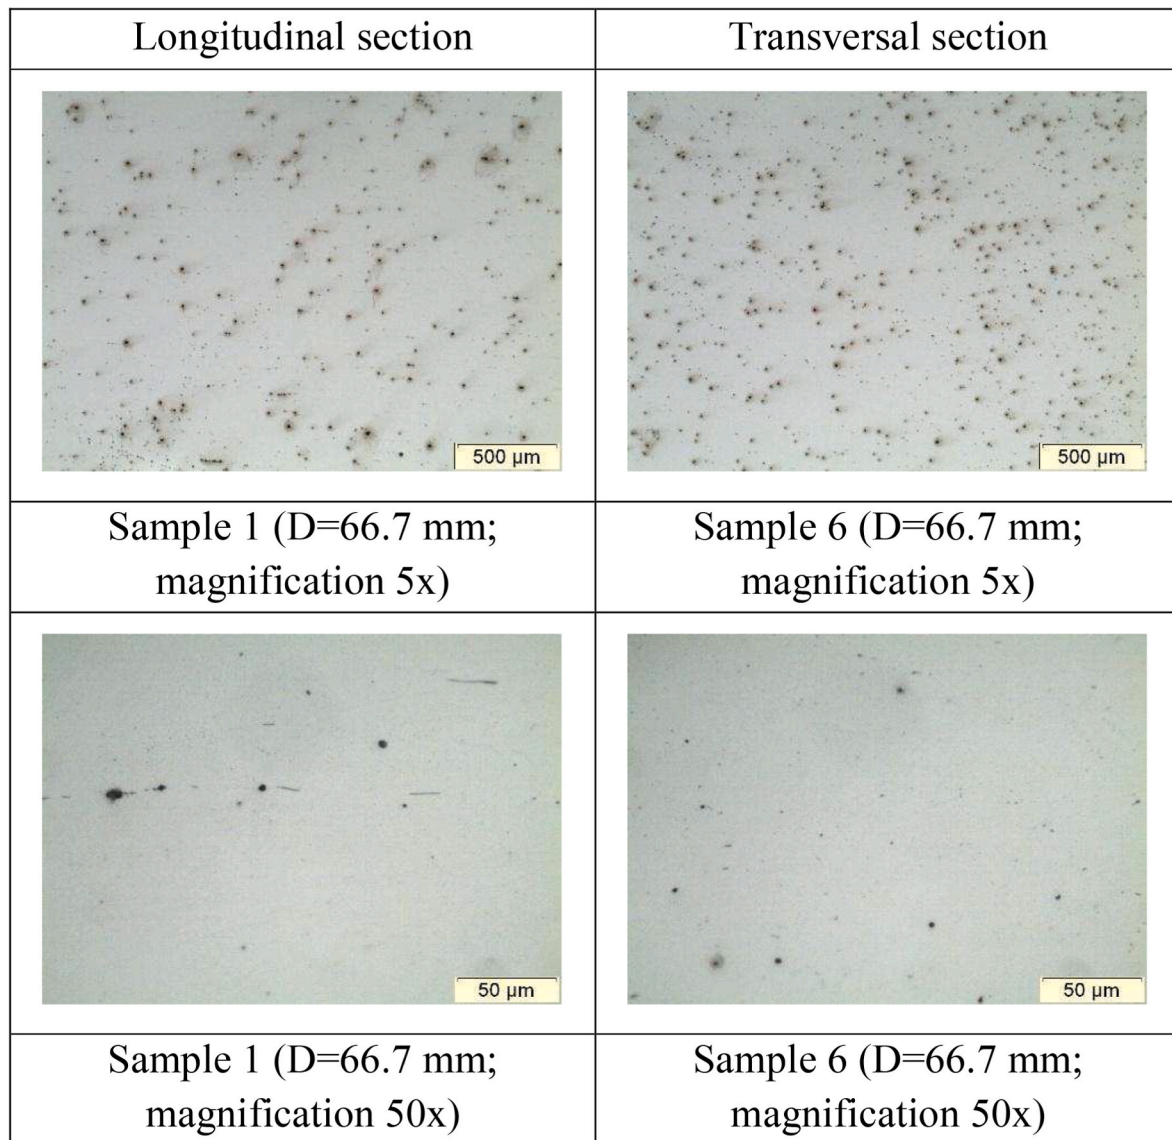 Longitudinal section
Transversal section
500 µm
500 µm
Sample 1 (D=66.7 mm;
magnification 5x)
Sample 6 (D=66.7 mm;
magnification 5x)
50 µm
50 µm
Sample 1 (D=66.7 mm;
magnification 50x)
Sample 6 (D=66.7 mm;
magnification 50x)